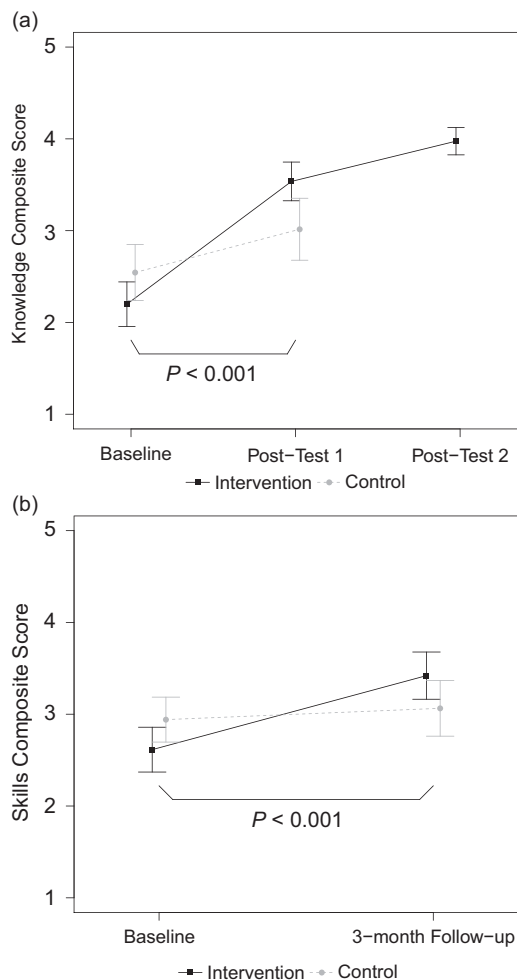 (a)
5
4
3
2
1
Knowledge Composite Score
P < 0.001
Baseline Post−Test 1 Post−Test 2
Intervention Control
(b)
5
4
3
2
1
Skills Composite Score
P < 0.001
Baseline 3−month Follow−up
Intervention Control